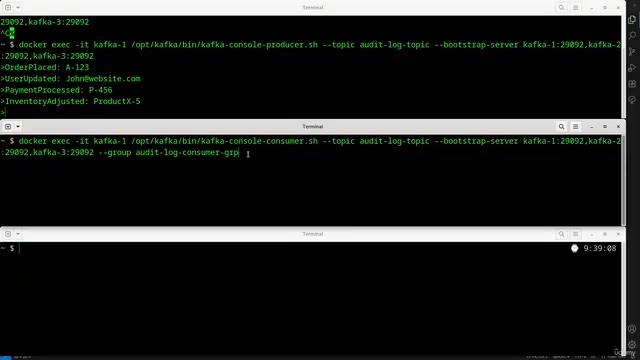 Terminal
29092,kafka-3:29092
^C
~ $ docker exec -it kafka-1 /opt/kafka/bin/kafka-console-producer.sh --topic audit-log-topic --bootstrap-server kafka-1:29092,kafka-2
:29092,kafka-3:29092
>OrderPlaced: A-123
>UserUpdated: John@website.com
>PaymentProcessed: P-456
>InventoryAdjusted: ProductX-5
>
Terminal
~ $ docker exec -it kafka-1 /opt/kafka/bin/kafka-console-consumer.sh --topic audit-log-topic --bootstrap-server kafka-1:29092,kafka-2
:29092,kafka-3:29092 --group audit-log-consumer-grp
Terminal
~ $
9:39:08
Udemy